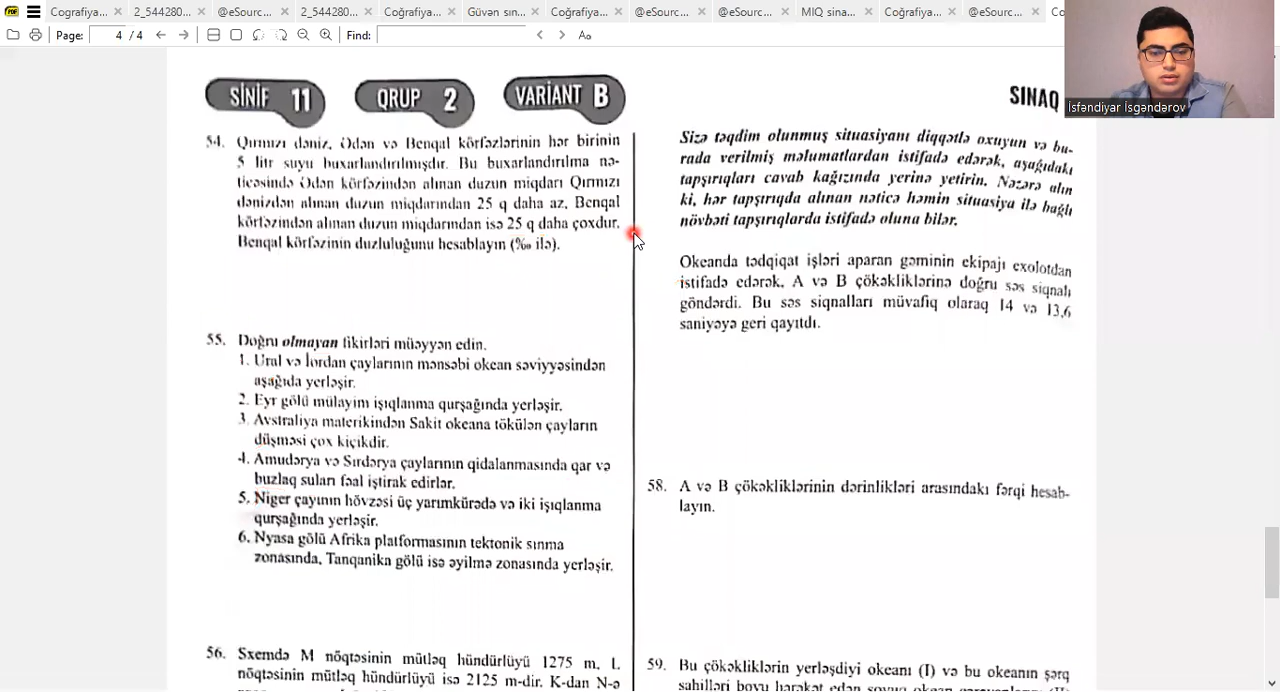 Cografiya... 2_544280... @eSourc... 2_544280... Coğrafiya... Güvən sın... Coğrafiya... @eSourc... @eSourc... MIQ sina... Coğrafiya... @eSourc... Co
Page: 4 / 4 Find:
SİNİF 11 QRUP 2 VARİANT B
SINAQ
İsfəndiyar İsgəndərov
54. Qırmızı dəniz, Ədən və Benqal körfəzlərinin hər birinin
5 litr suyu buxarlandırılmışdır. Bu buxarlandırılma nə-
ticəsində Ədən körfəzindən alınan duzun miqdarı Qırmızı
dənizdən alınan duzun miqdarından 25 q daha az, Benqal
körfəzindən alınan duzun miqdarından isə 25 q daha çoxdur.
Benqal körfəzinin duzluluğunu hesablayın (‰ ilə).
55. Doğru olmayan fikirləri müəyyən edin.
1. Ural və İordan çaylarının mənsəbi okean səviyyəsindən
aşağıda yerləşir.
2. Eyr gölü mülayim işıqlanma qurşağında yerləşir.
3. Avstraliya materikindən Sakit okeana tökülən çayların
düşməsi çox kiçikdir.
4. Amudərya və Sırdərya çaylarının qidalanmasında qar və
buzlaq suları fəal iştirak edirlər.
5. Niger çayının hövzəsi üç yarımkürədə və iki işıqlanma
qurşağında yerləşir.
6. Nyasa gölü Afrika platformasının tektonik sınma
zonasında, Tanqanika gölü isə əyilmə zonasında yerləşir.
56. Sxemdə M nöqtəsinin mütləq hündürlüyü 1275 m, L
nöqtəsinin mütləq hündürlüyü isə 2125 m-dir. K-dan N-ə
Sizə təqdim olunmuş situasiyanı diqqətlə oxuyun və bu-
rada verilmiş məlumatlardan istifadə edərək, aşağıdakı
tapşırıqları cavab kağızında yerinə yetirin. Nəzərə alın
ki, hər tapşırıqda alınan nəticə həmin situasiya ilə bağlı
növbəti tapşırıqlarda istifadə oluna bilər.
Okeanda tədqiqat işləri aparan gəminin ekipajı exolotdan
istifadə edərək, A və B çökəkliklərinə doğru səs siqnalı
göndərdi. Bu səs siqnalları müvafiq olaraq 14 və 13,6
saniyəyə geri qayıtdı.
58. A və B çökəkliklərinin dərinlikləri arasındakı fərqi hesab-
layın.
59. Bu çökəkliklərin yerləşdiyi okeanı (I) və bu okeanın şərq
sahilləri boyu hərəkət edən soyuq okean